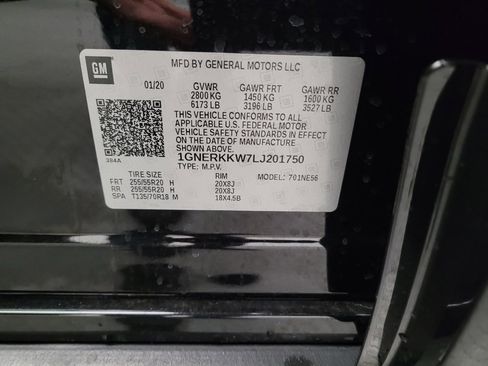 GM
MFD BY GENERAL MOTORS LLC
01/20 GVWR GAWR FRT GAWR RR
2800 KG 1450 KG 1600 KG
6173 LB 3196 LB 3527 LB
THIS VEHICLE CONFORMS TO ALL
APPLICABLE U.S. FEDERAL MOTOR
VEHICLE SAFETY STANDARDS IN EFFECT
ON THE DATE OF MANUFACTURE
1GNERKKW7LJ201750
384A TYPE: M.P.V.
TIRE SIZE RIM MODEL: 701NE56
FRT 255/55R20 H 20X8J
RR 255/55R20 H 20X8J
SPA T135/70R18 M 18X4.5B